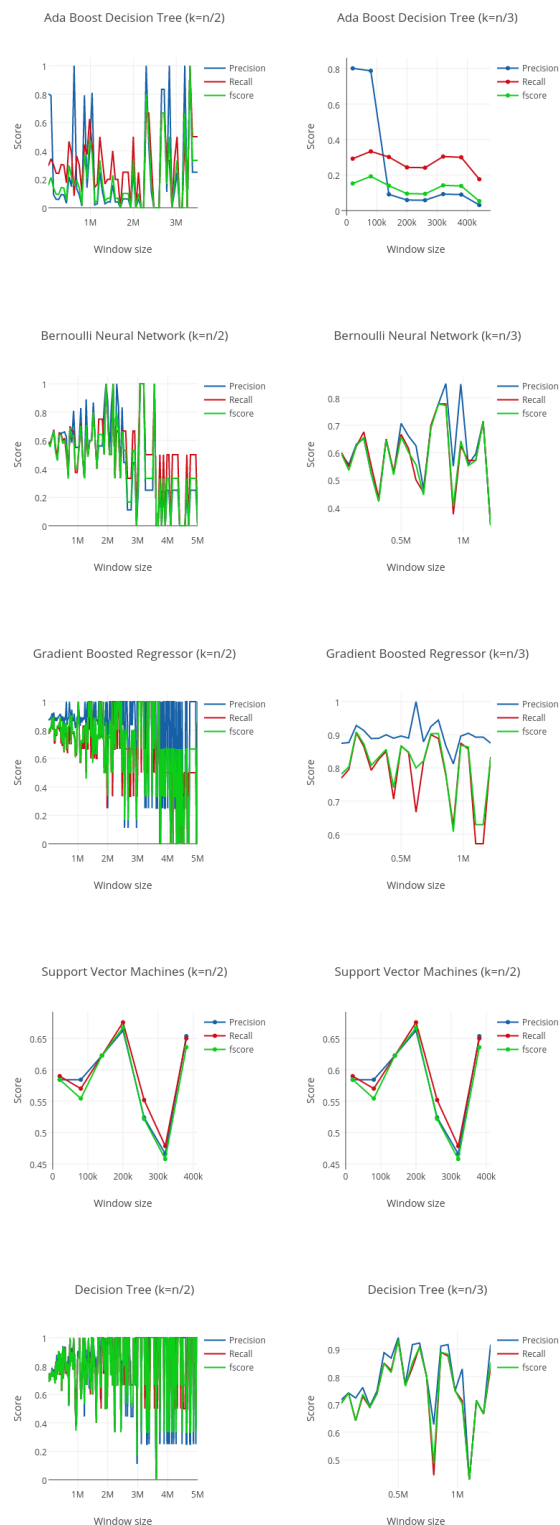 Ada Boost Decision Tree (k=n/2)
1
0.8
0.6
0.4
0.2
0
Score
1M 2M 3M
Window size
Precision
Recall
fscore
Ada Boost Decision Tree (k=n/3)
0.8
0.6
0.4
0.2
0
Score
0 100k 200k 300k 400k
Window size
Precision
Recall
fscore
Bernoulli Neural Network (k=n/2)
1
0.8
0.6
0.4
0.2
0
Score
1M 2M 3M 4M 5M
Window size
Precision
Recall
fscore
Bernoulli Neural Network (k=n/3)
0.8
0.7
0.6
0.5
0.4
Score
0.5M 1M
Window size
Precision
Recall
fscore
Gradient Boosted Regressor (k=n/2)
1
0.8
0.6
0.4
0.2
0
Score
1M 2M 3M 4M 5M
Window size
Precision
Recall
fscore
Gradient Boosted Regressor (k=n/3)
1
0.9
0.8
0.7
0.6
Score
0.5M 1M
Window size
Precision
Recall
fscore
Support Vector Machines (k=n/2)
0.65
0.6
0.55
0.5
0.45
Score
0 100k 200k 300k 400k
Window size
Precision
Recall
fscore
Support Vector Machines (k=n/2)
0.65
0.6
0.55
0.5
0.45
Score
0 100k 200k 300k 400k
Window size
Precision
Recall
fscore
Decision Tree (k=n/2)
1
0.8
0.6
0.4
0.2
0
Score
1M 2M 3M 4M 5M
Window size
Precision
Recall
fscore
Decision Tree (k=n/3)
0.9
0.8
0.7
0.6
0.5
Score
0.5M 1M
Window size
Precision
Recall
fscore